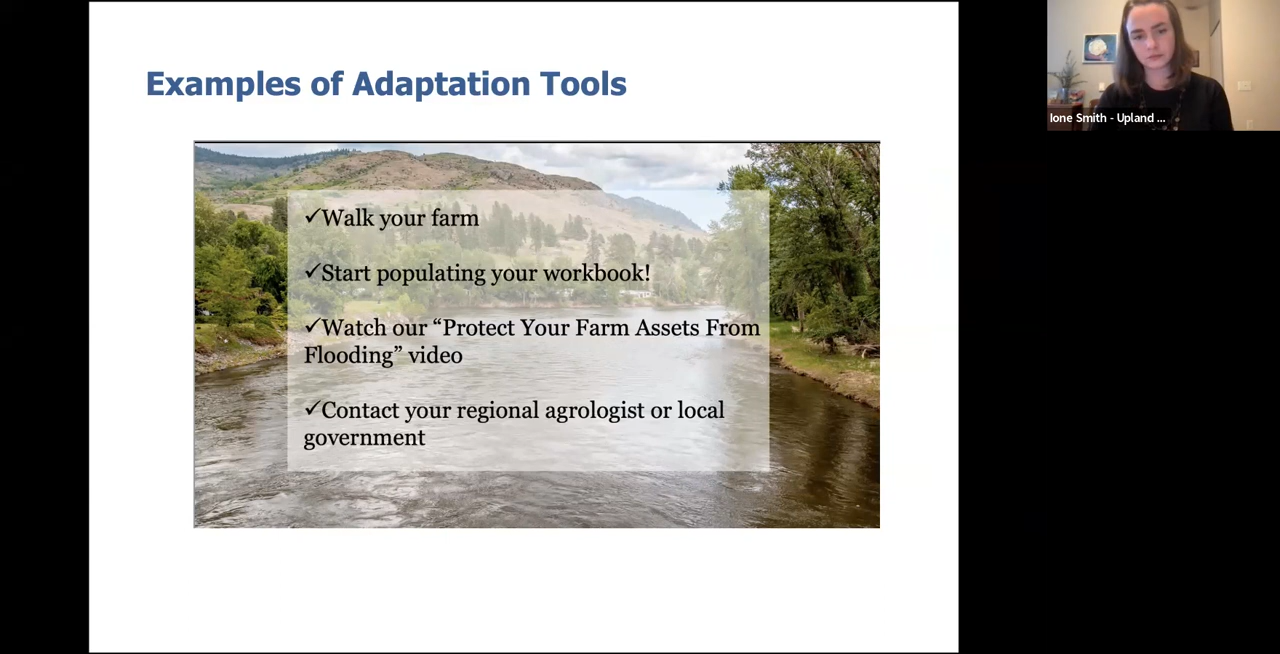 Examples of Adaptation Tools
✓Walk your farm
✓Start populating your workbook!
✓Watch our “Protect Your Farm Assets From
Flooding” video
✓Contact your regional agrologist or local
government
Ione Smith - Upland ...